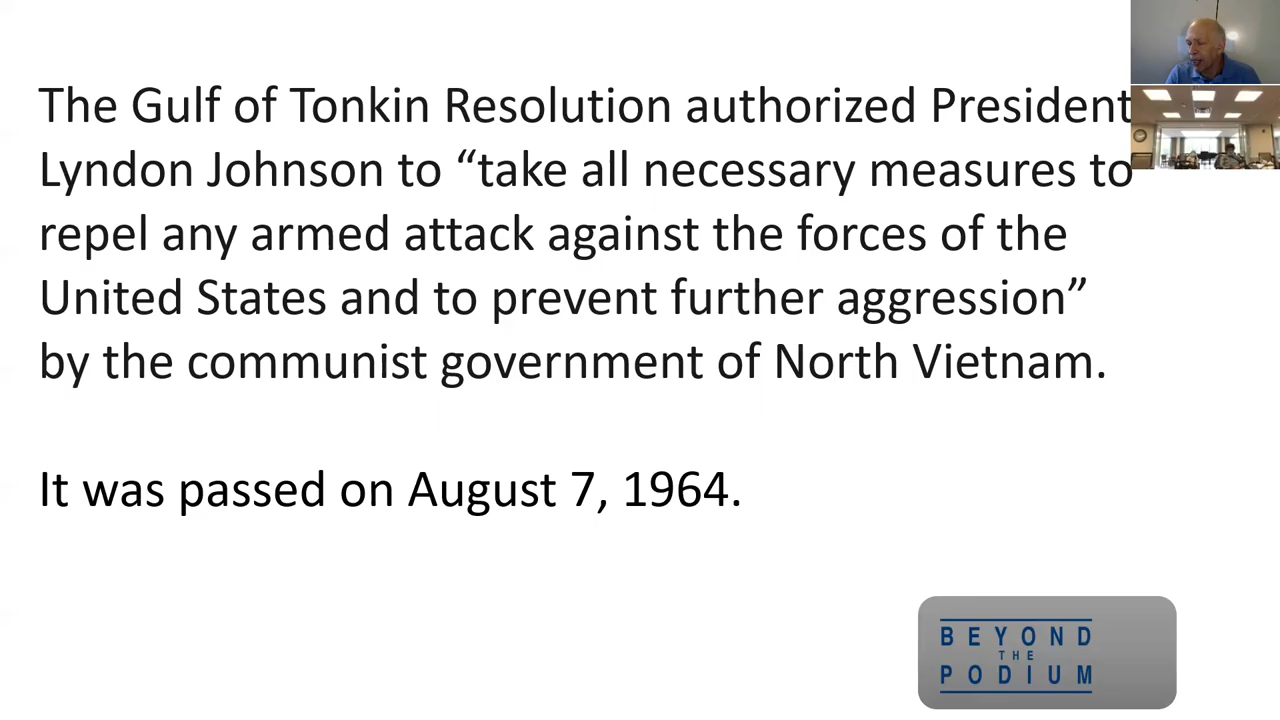 The Gulf of Tonkin Resolution authorized President
Lyndon Johnson to “take all necessary measures to
repel any armed attack against the forces of the
United States and to prevent further aggression”
by the communist government of North Vietnam.
It was passed on August 7, 1964.
BEYOND
THE
PODIUM